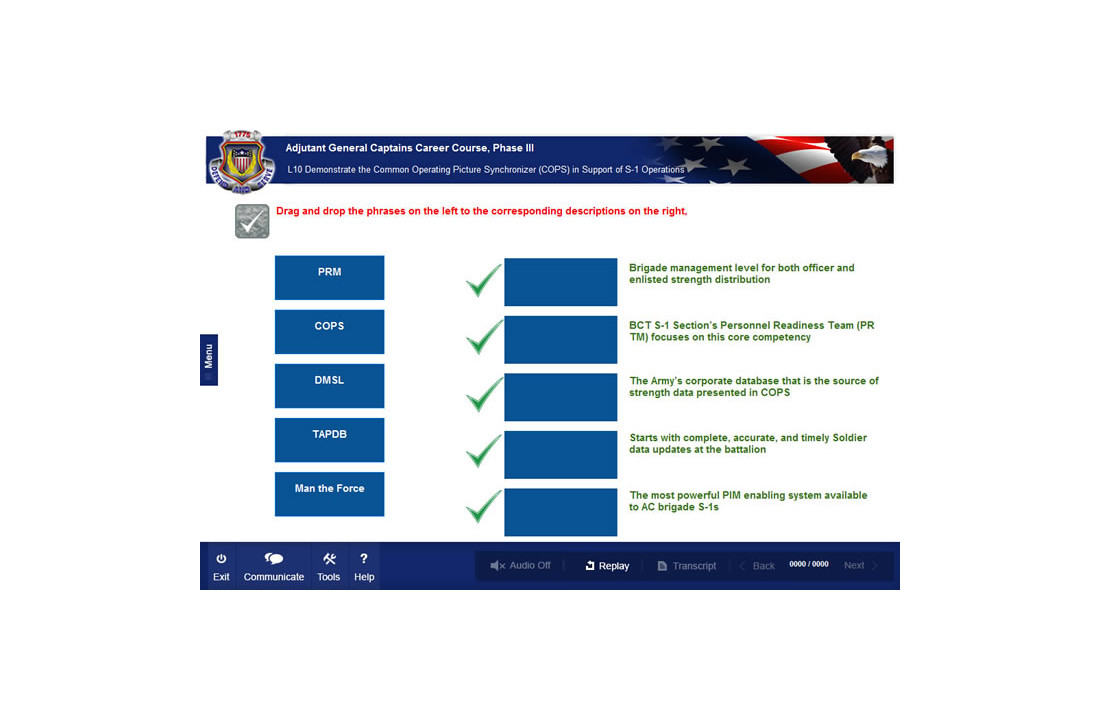 1775
Adjutant General Captains Career Course, Phase III
L10 Demonstrate the Common Operating Picture Synchronizer (COPS) in Support of S-1 Operations
DEFEND AND SERVE
Drag and drop the phrases on the left to the corresponding descriptions on the right,
PRM
Brigade management level for both officer and
enlisted strength distribution
COPS
BCT S-1 Section's Personnel Readiness Team (PR
TM) focuses on this core competency
Menu
DMSL
The Army's corporate database that is the source of
strength data presented in COPS
TAPDB
Starts with complete, accurate, and timely Soldier
data updates at the battalion
Man the Force
The most powerful PIM enabling system available
to AC brigade S-1s
Exit
Communicate
Tools
Help
Audio Off
Replay
Transcript
Back
0000 / 0000
Next